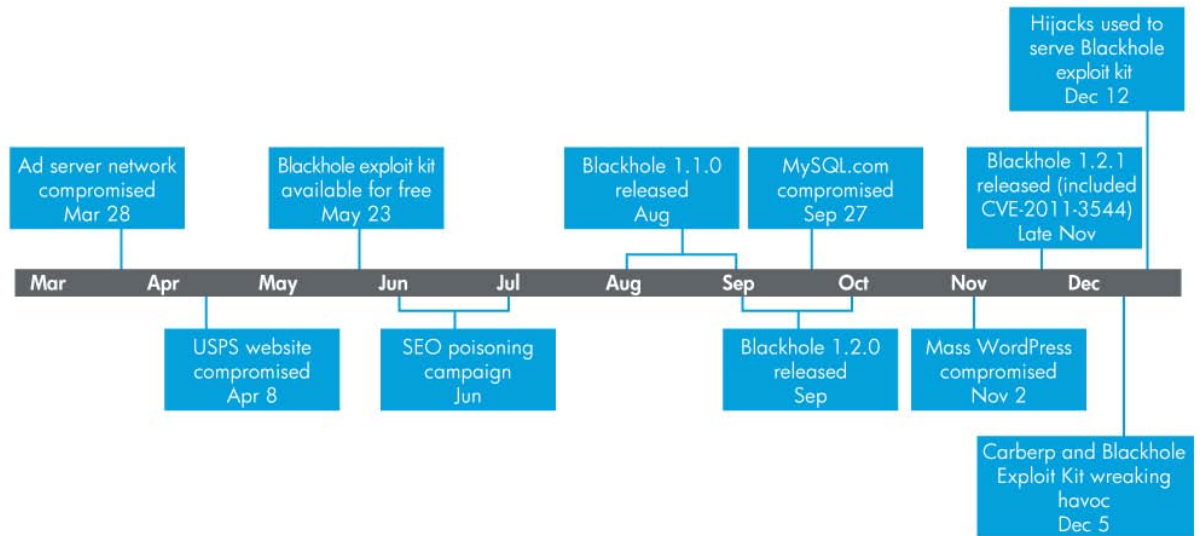 Hijacks used to
serve Blackhole
exploit kit
Dec 12
Ad server network
compromised
Mar 28
Blackhole exploit kit
available for free
May 23
Blackhole 1.1.0
released
Aug
MySQL.com
compromised
Sep 27
Blackhole 1.2.1
released (included
CVE-2011-3544)
Late Nov
Mar Apr May Jun Jul Aug Sep Oct Nov Dec
USPS website
compromised
Apr 8
SEO poisoning
campaign
Jun
Blackhole 1.2.0
released
Sep
Mass WordPress
compromised
Nov 2
Carberp and Blackhole
Exploit Kit wreaking
havoc
Dec 5